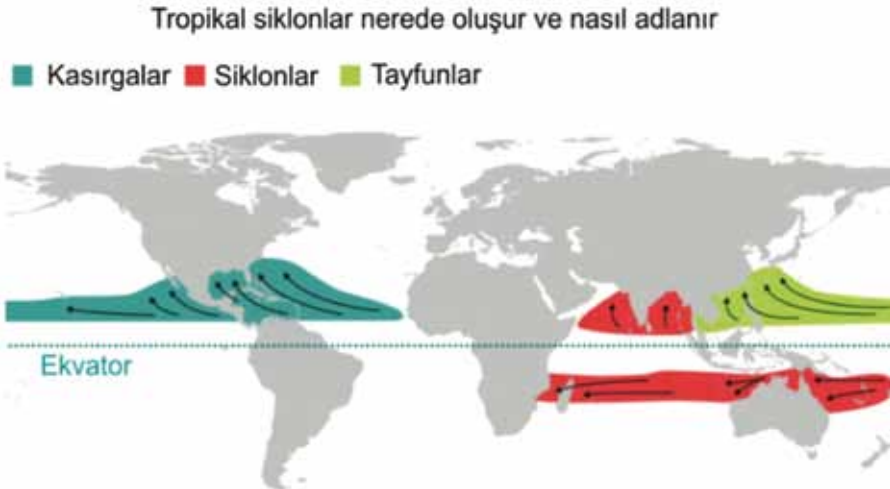 Tropikal siklonlar nerede oluşur ve nasıl adlanır
Kasırgalar Siklonlar Tayfunlar
Ekvator